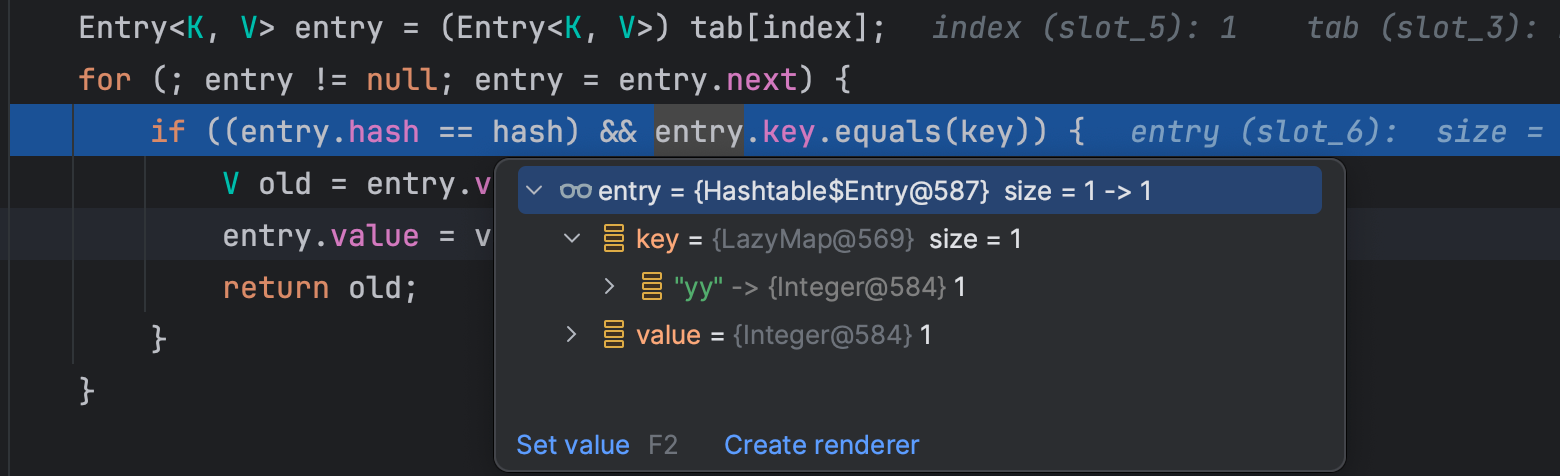 Entry<K, V> entry = (Entry<K, V>) tab[index];   index (slot_5): 1   tab (slot_3):
for (; entry != null; entry = entry.next) {
if ((entry.hash == hash) && entry.key.equals(key)) {   entry (slot_6):  size =
V old = entry.v
entry = {Hashtable$Entry@587}  size = 1 -> 1
entry.value = v
key = {LazyMap@569}  size = 1
return old;
"yy" -> {Integer@584} 1
}
value = {Integer@584} 1
}
Set value  F2  Create renderer